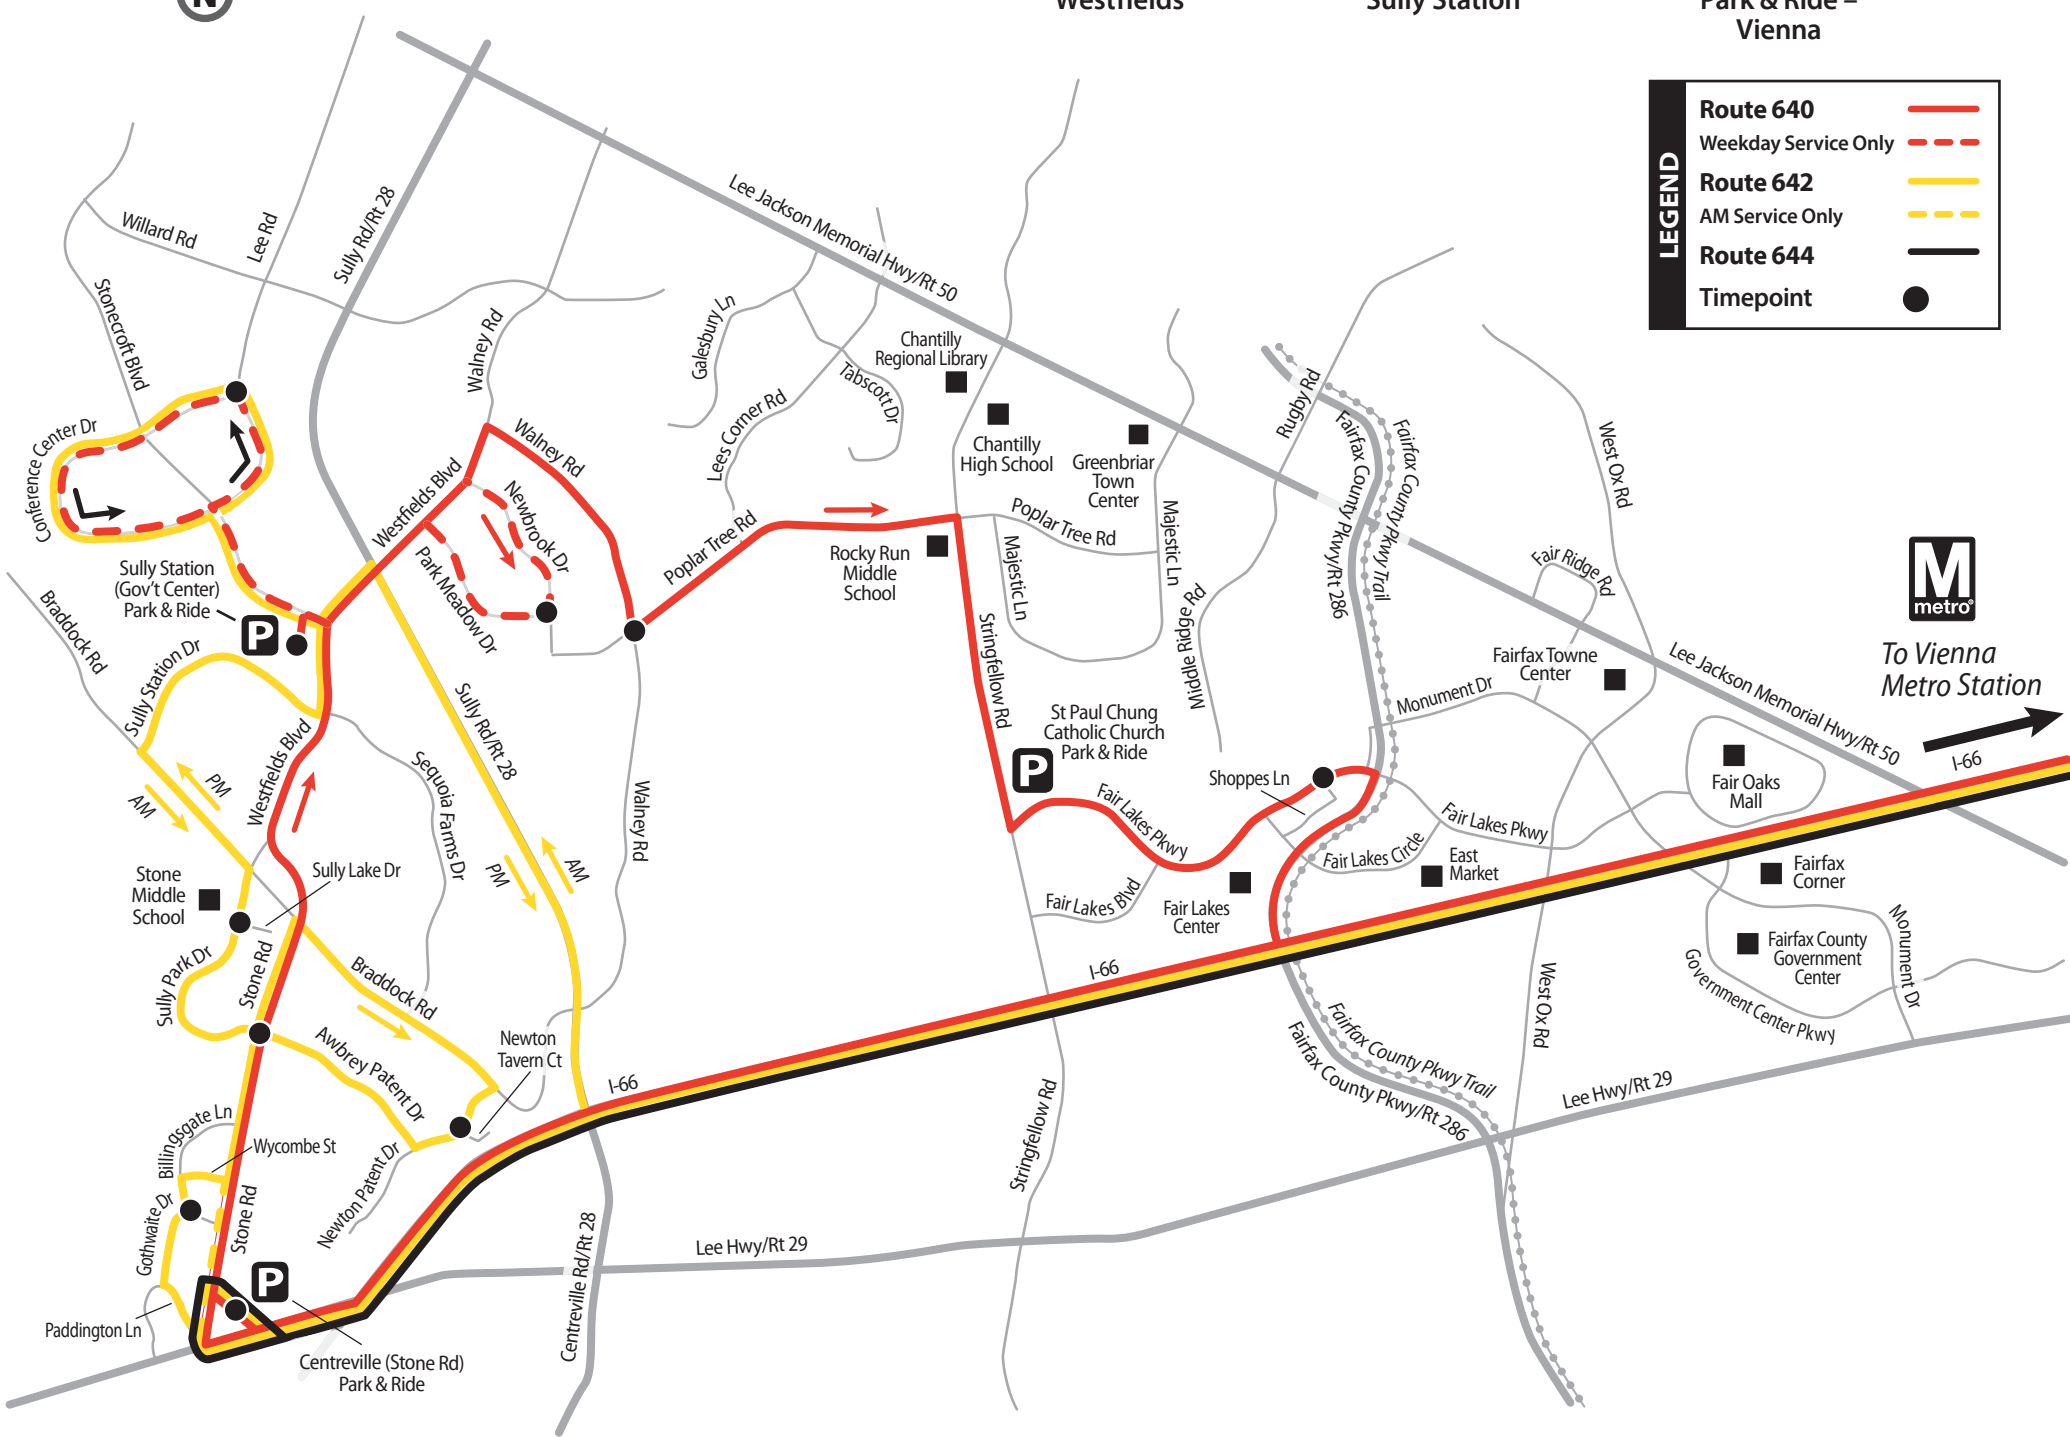 N
Westfields
Sully Station
Park & Ride –
Vienna
LEGEND
Route 640
Weekday Service Only
Route 642
AM Service Only
Route 644
Timepoint
Willard Rd
Lee Rd
Sully Rd/Rt 28
Lee Jackson Memorial Hwy/Rt 50
Stonecroft Blvd
Walney Rd
Galesbury Ln
Chantilly
Regional Library
Tabscott Dr
Lees Corner Rd
Rugby Rd
Fairfax County Pkwy/Rt 286
Fairfax County Pkwy Trail
West Ox Rd
Conference Center Dr
Westfields Blvd
Walney Rd
Newbrook Dr
Chantilly
High School
Greenbriar
Town
Center
Poplar Tree Rd
Poplar Tree Rd
Majestic Ln
Majestic Ln
Rocky Run
Middle
School
Park Meadow Dr
Sully Station
(Gov't Center)
Park & Ride
P
Braddock Rd
Sully Station Dr
Middle Ridge Rd
Fair Ridge Rd
M
metro
To Vienna
Metro Station
Fairfax Towne
Center
Lee Jackson Memorial Hwy/Rt 50
Monument Dr
Stringfellow Rd
St Paul Chung
Catholic Church
Park & Ride
P
Sully Rd/Rt 28
Westfields Blvd
Sequoia Farms Dr
Walney Rd
PM
AM
Shoppes Ln
Fair Lakes Pkwy
Fair Lakes Pkwy
Fair Oaks
Mall
I-66
Fair Lakes Circle
East
Market
Fairfax
Corner
PM
AM
Stone
Middle
School
Sully Lake Dr
Fair Lakes Blvd
Fair Lakes
Center
Fairfax County
Government
Center
Monument Dr
Government Center Pkwy
Sully Park Dr
Stone Rd
Braddock Rd
I-66
West Ox Rd
Awbrey Patent Dr
Newton
Tavern Ct
Fairfax County Pkwy Trail
Fairfax County Pkwy/Rt 286
I-66
Lee Hwy/Rt 29
Billingsgate Ln
Wycombe St
Newton Patent Dr
Stringfellow Rd
Gothwaite Dr
Stone Rd
Lee Hwy/Rt 29
Centreville Rd/Rt 28
P
Paddington Ln
Centreville (Stone Rd)
Park & Ride